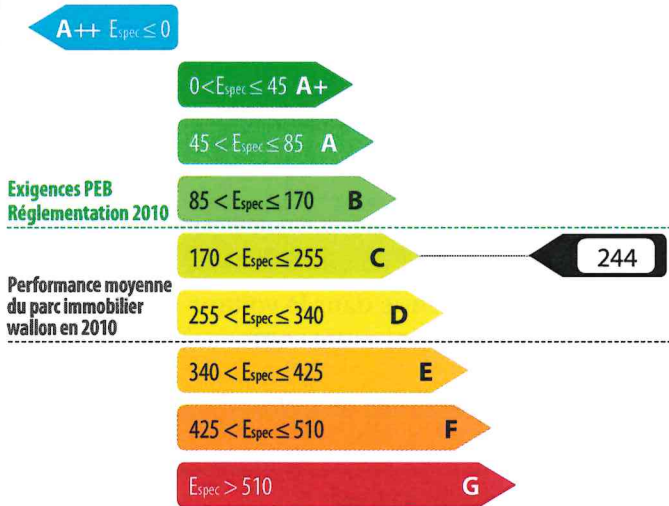 A++ Espec ≤ 0
0 < Espec ≤ 45 A+
45 < Espec ≤ 85 A
Exigences PEB
Réglementation 2010
85 < Espec ≤ 170 B
170 < Espec ≤ 255 C
244
Performance moyenne
du parc immobilier
wallon en 2010
255 < Espec ≤ 340 D
340 < Espec ≤ 425 E
425 < Espec ≤ 510 F
Espec > 510 G